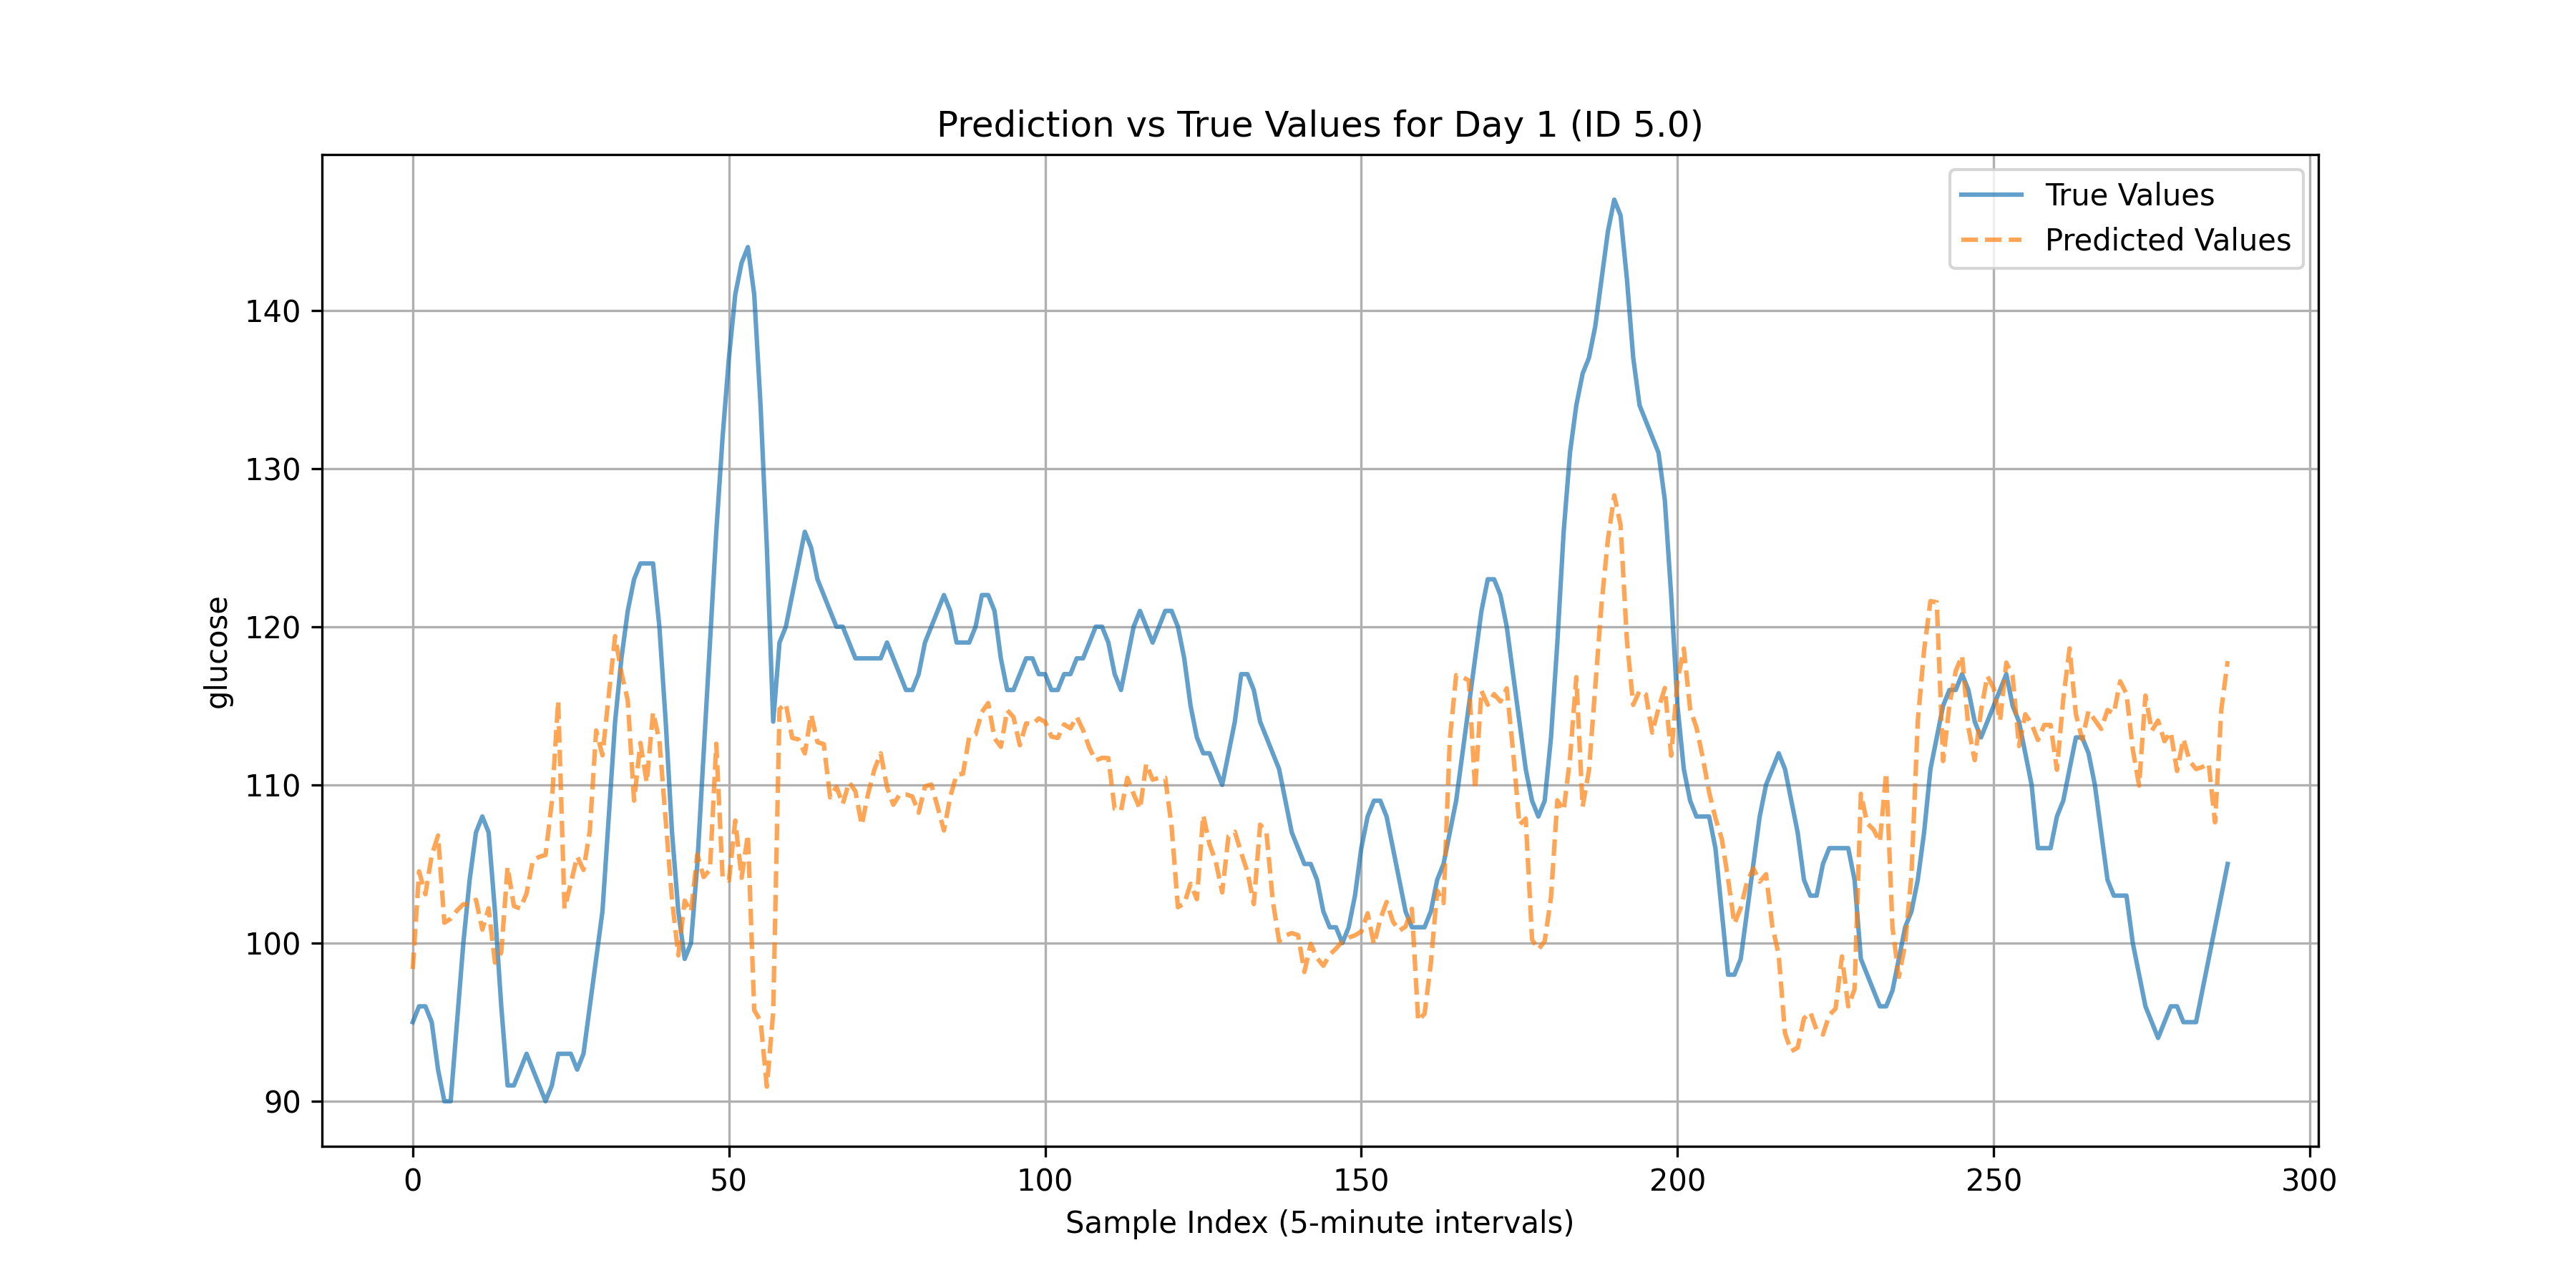 Prediction vs True Values for Day 1 (ID 5.0)
True Values
Predicted Values
140
130
120
110
100
90
glucose
0 50 100 150 200 250 300
Sample Index (5-minute intervals)